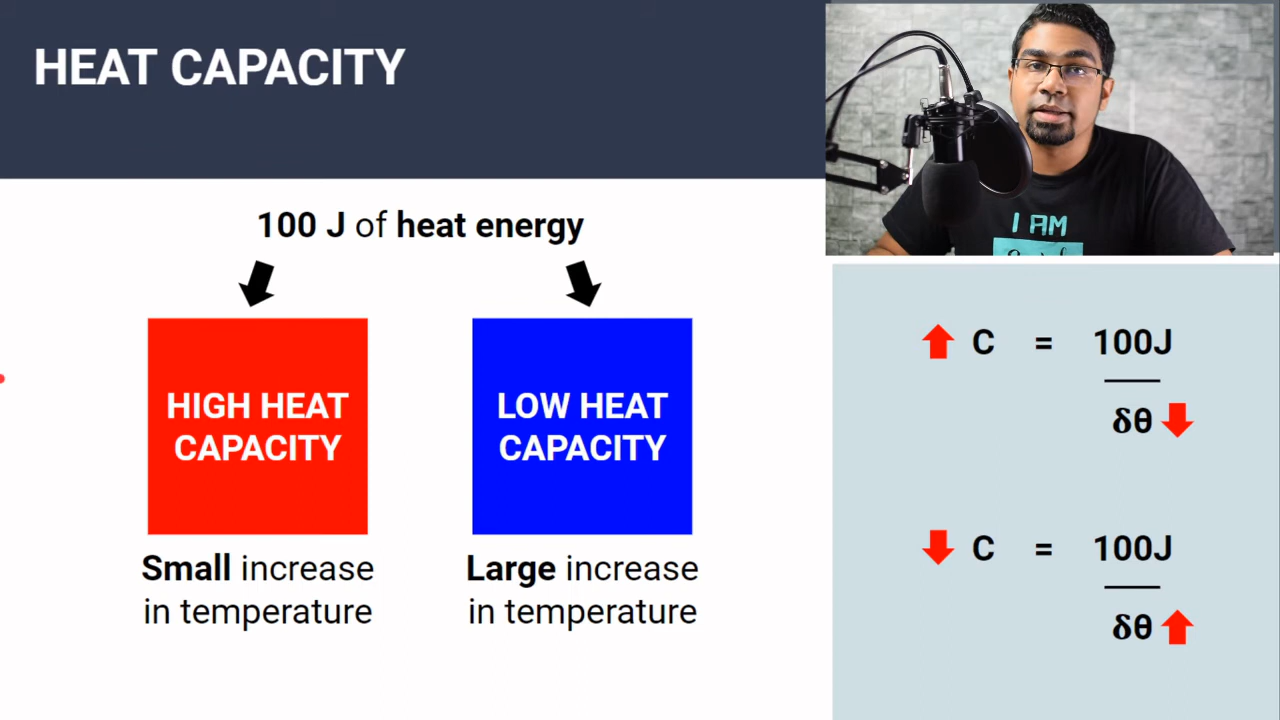 HEAT CAPACITY
100 J of heat energy
HIGH HEAT
CAPACITY
LOW HEAT
CAPACITY
Small increase
in temperature
Large increase
in temperature
I AM
C = 100J
δθ
C = 100J
δθ